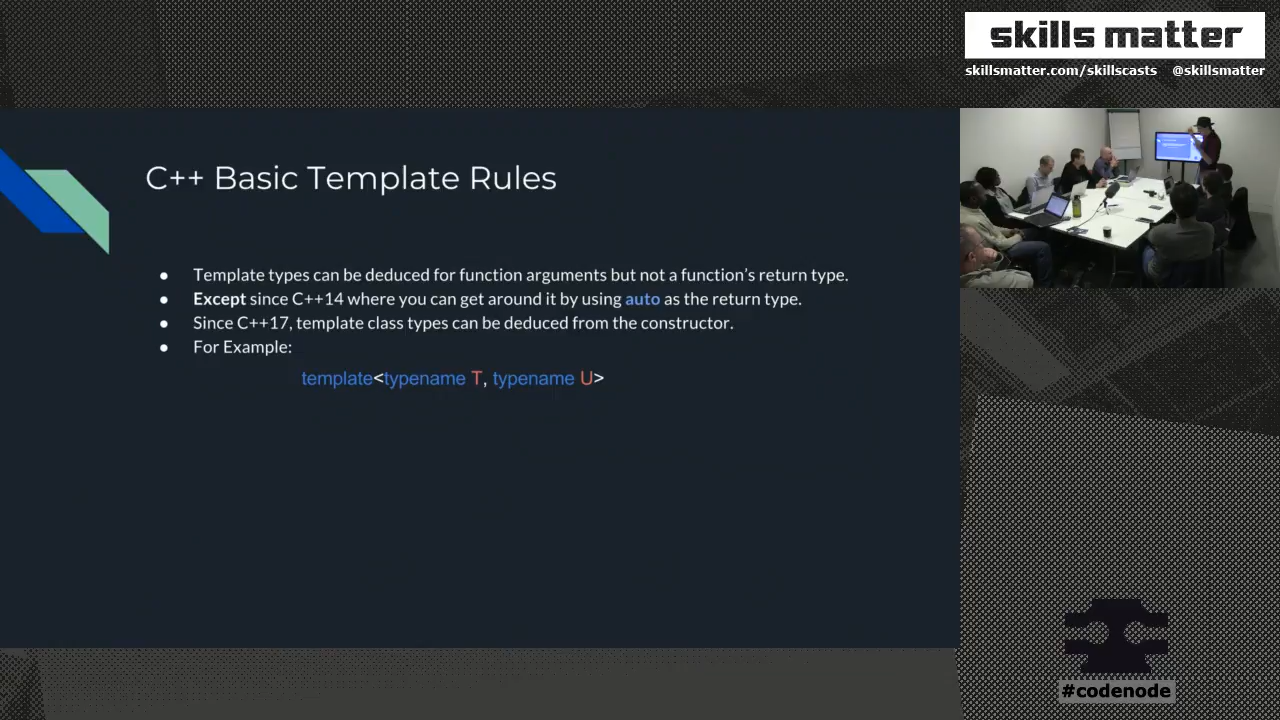 skills matter
skillsmatter.com/skillscasts @skillsmatter
C++ Basic Template Rules
● Template types can be deduced for function arguments but not a function's return type.
● Except since C++14 where you can get around it by using auto as the return type.
● Since C++17, template class types can be deduced from the constructor.
● For Example:
template<typename T, typename U>
#codenode